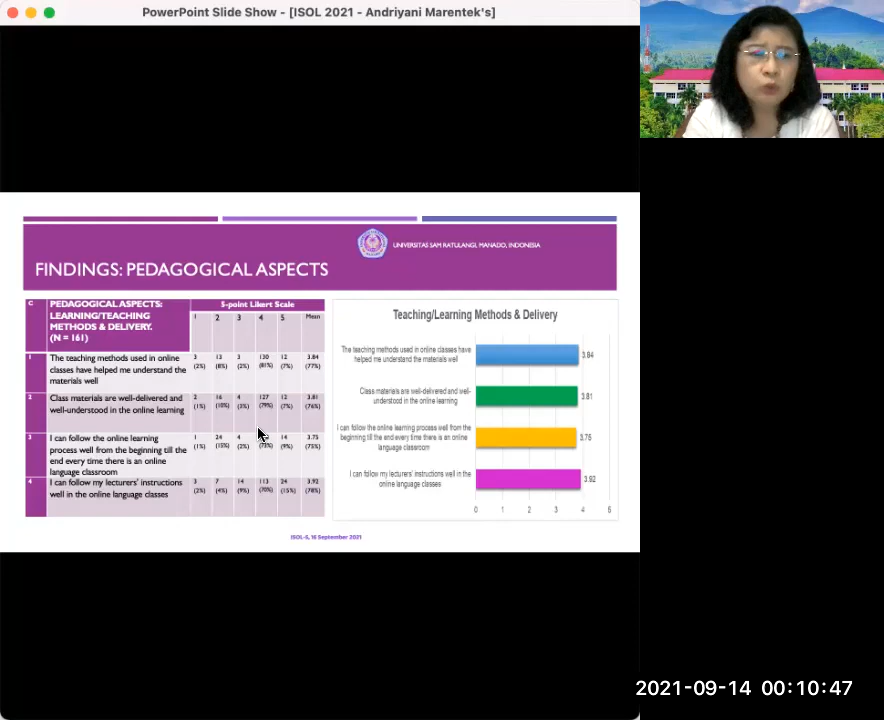 PowerPoint Slide Show - [ISOL 2021 - Andriyani Marentek's]
UNIVERSITAS SAM RATULANGI, MANADO, INDONESIA
FINDINGS: PEDAGOGICAL ASPECTS
C PEDAGOGICAL ASPECTS: LEARNING/TEACHING METHODS & DELIVERY. (N = 161)
5-point Likert Scale
1 2 3 4 5 Mean
1 The teaching methods used in online classes have helped me understand the materials well
3 13 3 130 12 3.84
(2%) (8%) (2%) (81%) (7%) (77%)
2 Class materials are well-delivered and well-understood in the online learning
2 16 4 127 12 3.81
(1%) (10%) (3%) (79%) (7%) (76%)
3 I can follow the online learning process well from the beginning till the end every time there is an online language classroom
1 24 4 14 3.75
(1%) (15%) (2%) (73%) (9%) (75%)
4 I can follow my lecturers' instructions well in the online language classes
3 7 14 113 24 3.92
(2%) (4%) (9%) (70%) (15%) (78%)
Teaching/Learning Methods & Delivery
The teaching methods used in online classes have
helped me understand the materials well
3.84
Class materials are well-delivered and well-
understood in the online learning
3.81
I can follow the online learning process well from the
beginning till the end every time there is an online
language classroom
3.75
I can follow my lecturers' instructions well in the
online language classes
3.92
0 1 2 3 4 5
ISOL-5, 16 September 2021
2021-09-14 00:10:47